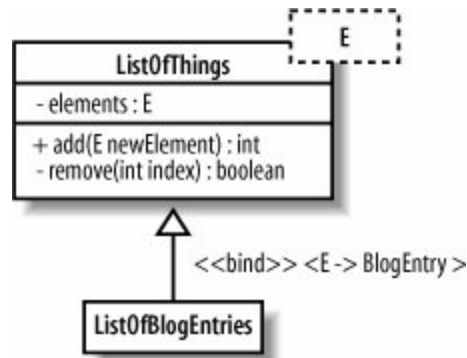 E
ListOfThings
- elements : E
+ add(E newElement) : int
- remove(int index) : boolean
<<bind>> <E -> BlogEntry >
ListOfBlogEntries